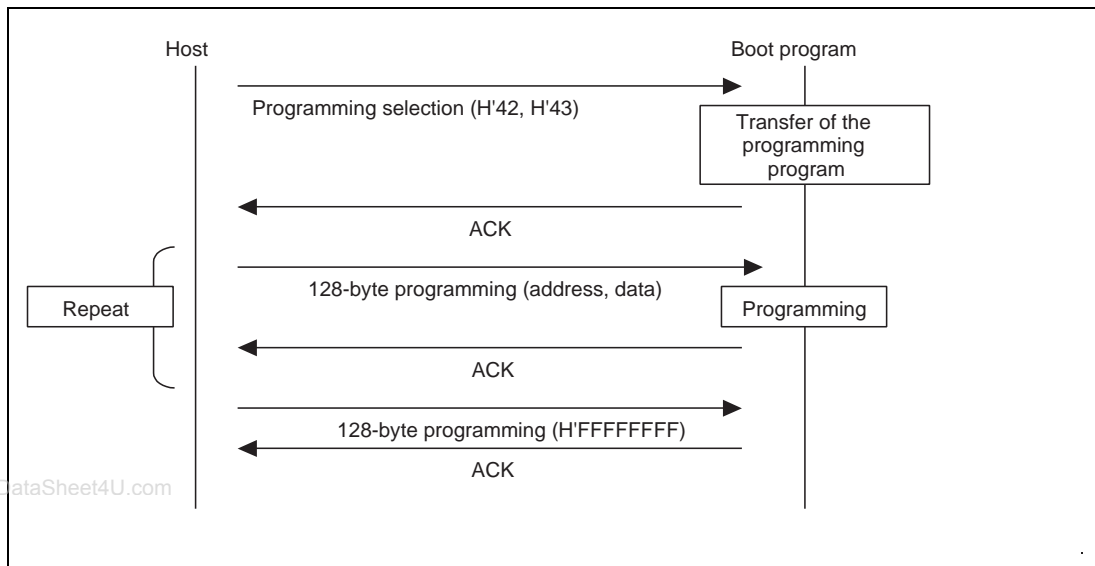 Host
Boot program
Programming selection (H'42, H'43)
Transfer of the
programming
program
ACK
128-byte programming (address, data)
Repeat
Programming
ACK
128-byte programming (H'FFFFFFFF)
ACK
DataSheet4U.com